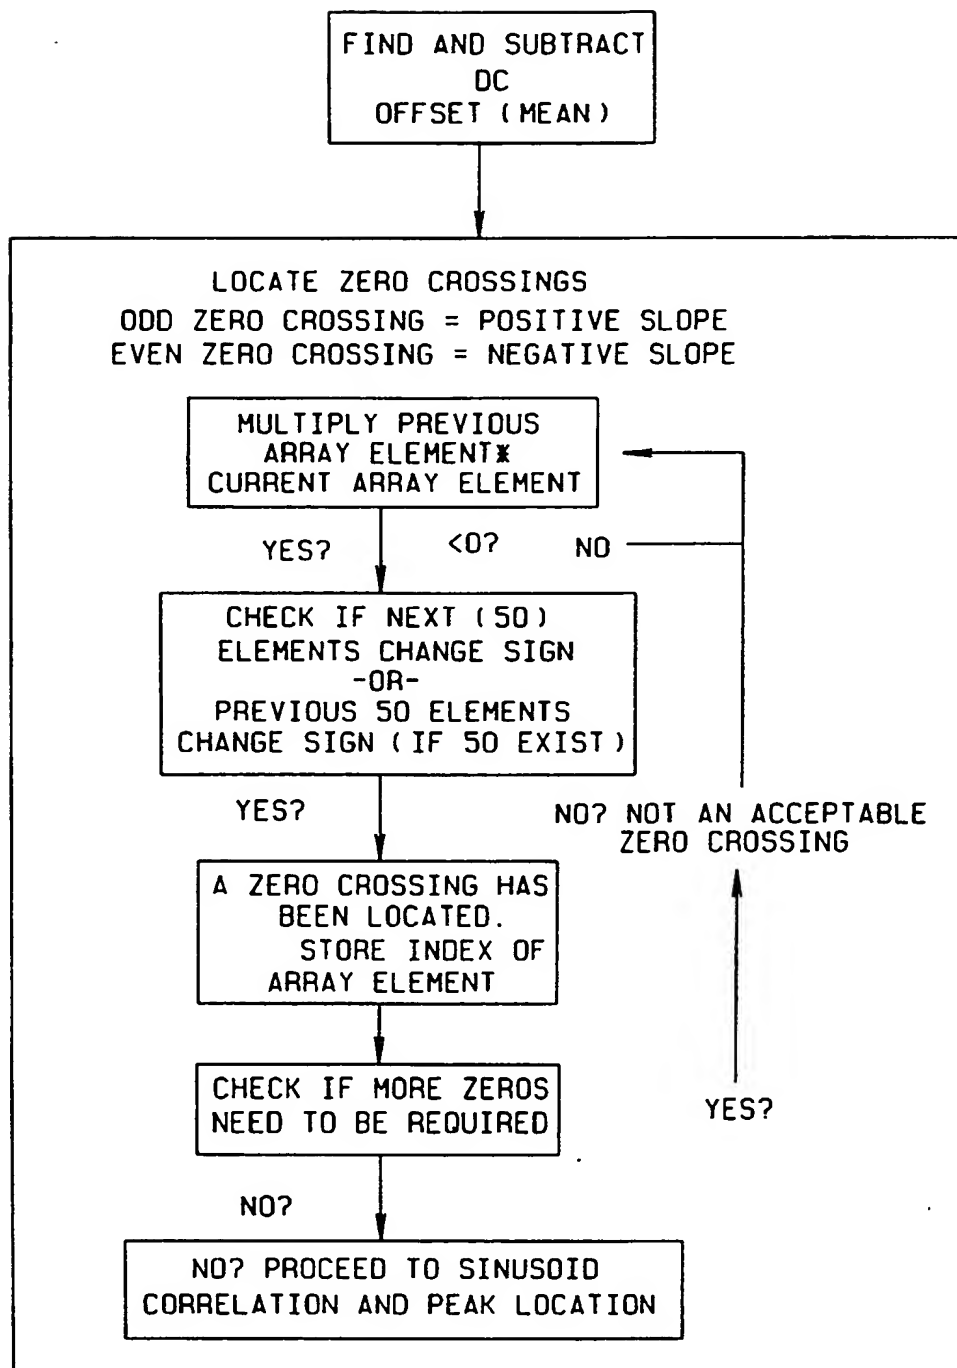 FIND AND SUBTRACT
DC
OFFSET (MEAN)
LOCATE ZERO CROSSINGS
ODD ZERO CROSSING = POSITIVE SLOPE
EVEN ZERO CROSSING = NEGATIVE SLOPE
MULTIPLY PREVIOUS
ARRAY ELEMENT*
CURRENT ARRAY ELEMENT
YES?
<0?
NO
CHECK IF NEXT (50)
ELEMENTS CHANGE SIGN
-OR-
PREVIOUS 50 ELEMENTS
CHANGE SIGN (IF 50 EXIST)
YES?
NO? NOT AN ACCEPTABLE
ZERO CROSSING
A ZERO CROSSING HAS
BEEN LOCATED.
STORE INDEX OF
ARRAY ELEMENT
CHECK IF MORE ZEROS
NEED TO BE REQUIRED
YES?
NO?
NO? PROCEED TO SINUSOID
CORRELATION AND PEAK LOCATION